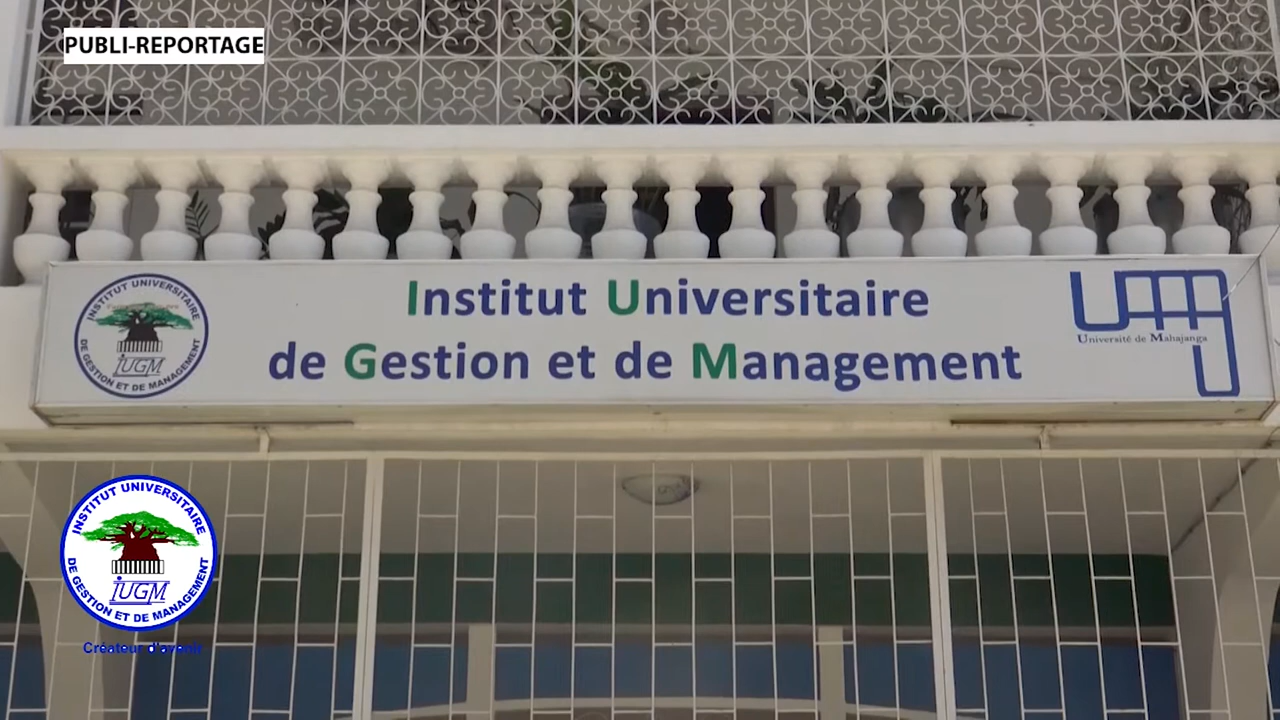 PUBLI-REPORTAGE
INSTITUT UNIVERSITAIRE
DE GESTION ET DE MANAGEMENT
IUGM
Institut Universitaire
de Gestion et de Management
Université de Mahajanga
INSTITUT UNIVERSITAIRE
DE GESTION ET DE MANAGEMENT
IUGM
Créateur d'avenir